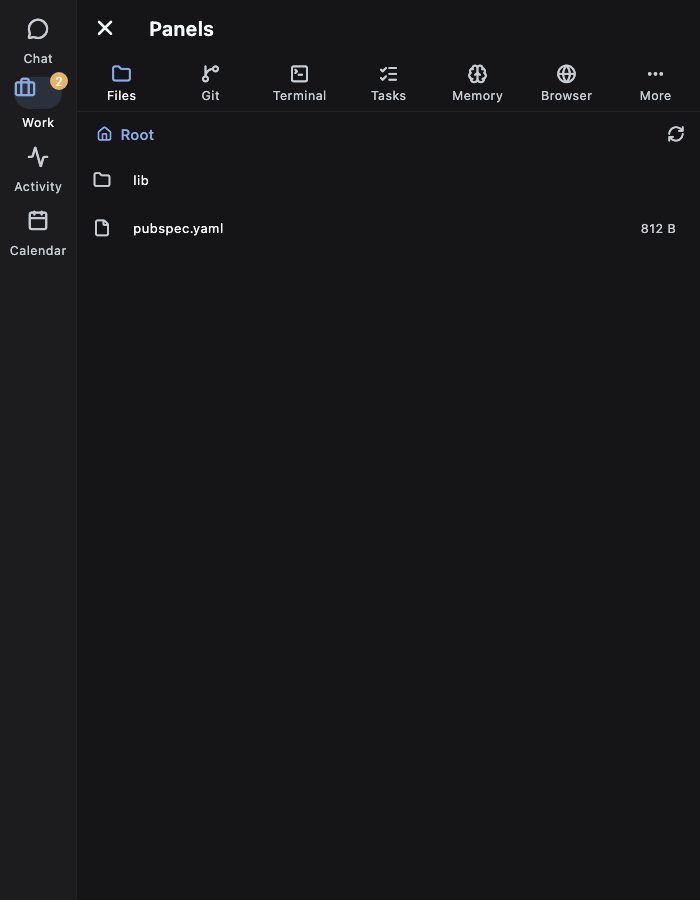 Panels
Chat
2
Work
Activity
Calendar
Files Git Terminal Tasks Memory Browser More
Root
lib
pubspec.yaml 812 B